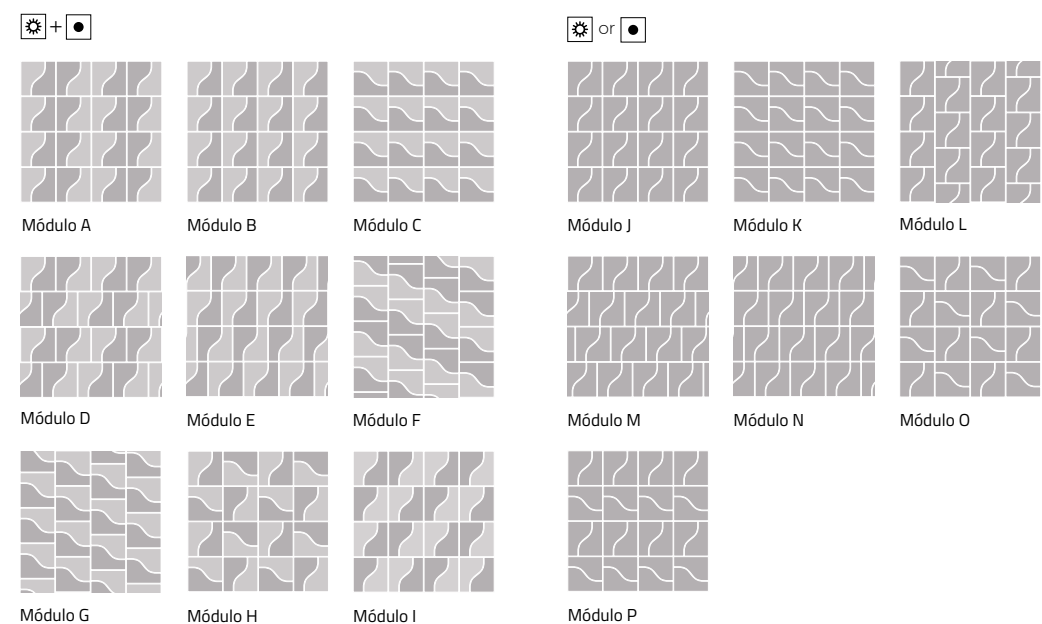 +
or
Módulo A
Módulo B
Módulo C
Módulo J
Módulo K
Módulo L
Módulo D
Módulo E
Módulo F
Módulo M
Módulo N
Módulo O
Módulo G
Módulo H
Módulo I
Módulo P